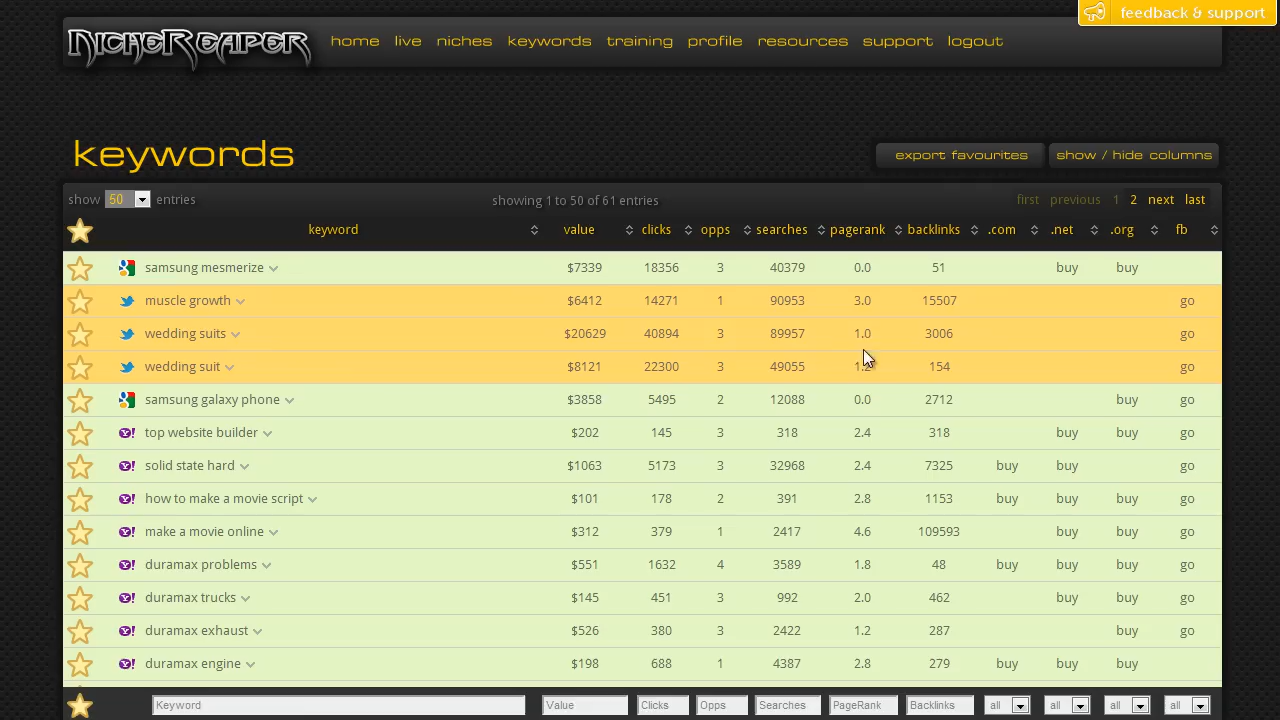 feedback & support
NicheReaper home live niches keywords training profile resources support logout
keywords
export favourites show / hide columns
show 50 entries showing 1 to 50 of 61 entries first previous 1 2 next last
keyword value clicks opps searches pagerank backlinks .com .net .org fb
samsung mesmerize $7339 18356 3 40379 0.0 51 buy buy
muscle growth $6412 14271 1 90953 3.0 15507 go
wedding suits $20629 40894 3 89957 1.0 3006 go
wedding suit $8121 22300 3 49055 154 go
samsung galaxy phone $3858 5495 2 12088 0.0 2712 buy go
Y! top website builder $202 145 3 318 2.4 318 buy buy go
Y! solid state hard $1063 5173 3 32968 2.4 7325 buy buy go
Y! how to make a movie script $101 178 2 391 2.8 1153 buy buy buy go
Y! make a movie online $312 379 1 2417 4.6 109593 buy buy go
Y! duramax problems $551 1632 4 3589 1.8 48 buy buy buy go
Y! duramax trucks $145 451 3 992 2.0 462 buy buy go
Y! duramax exhaust $526 380 3 2422 1.2 287 buy go
Y! duramax engine $198 688 1 4387 2.8 279 buy buy buy
Keyword Value Clicks Opps Searches PageRank Backlinks all all all all